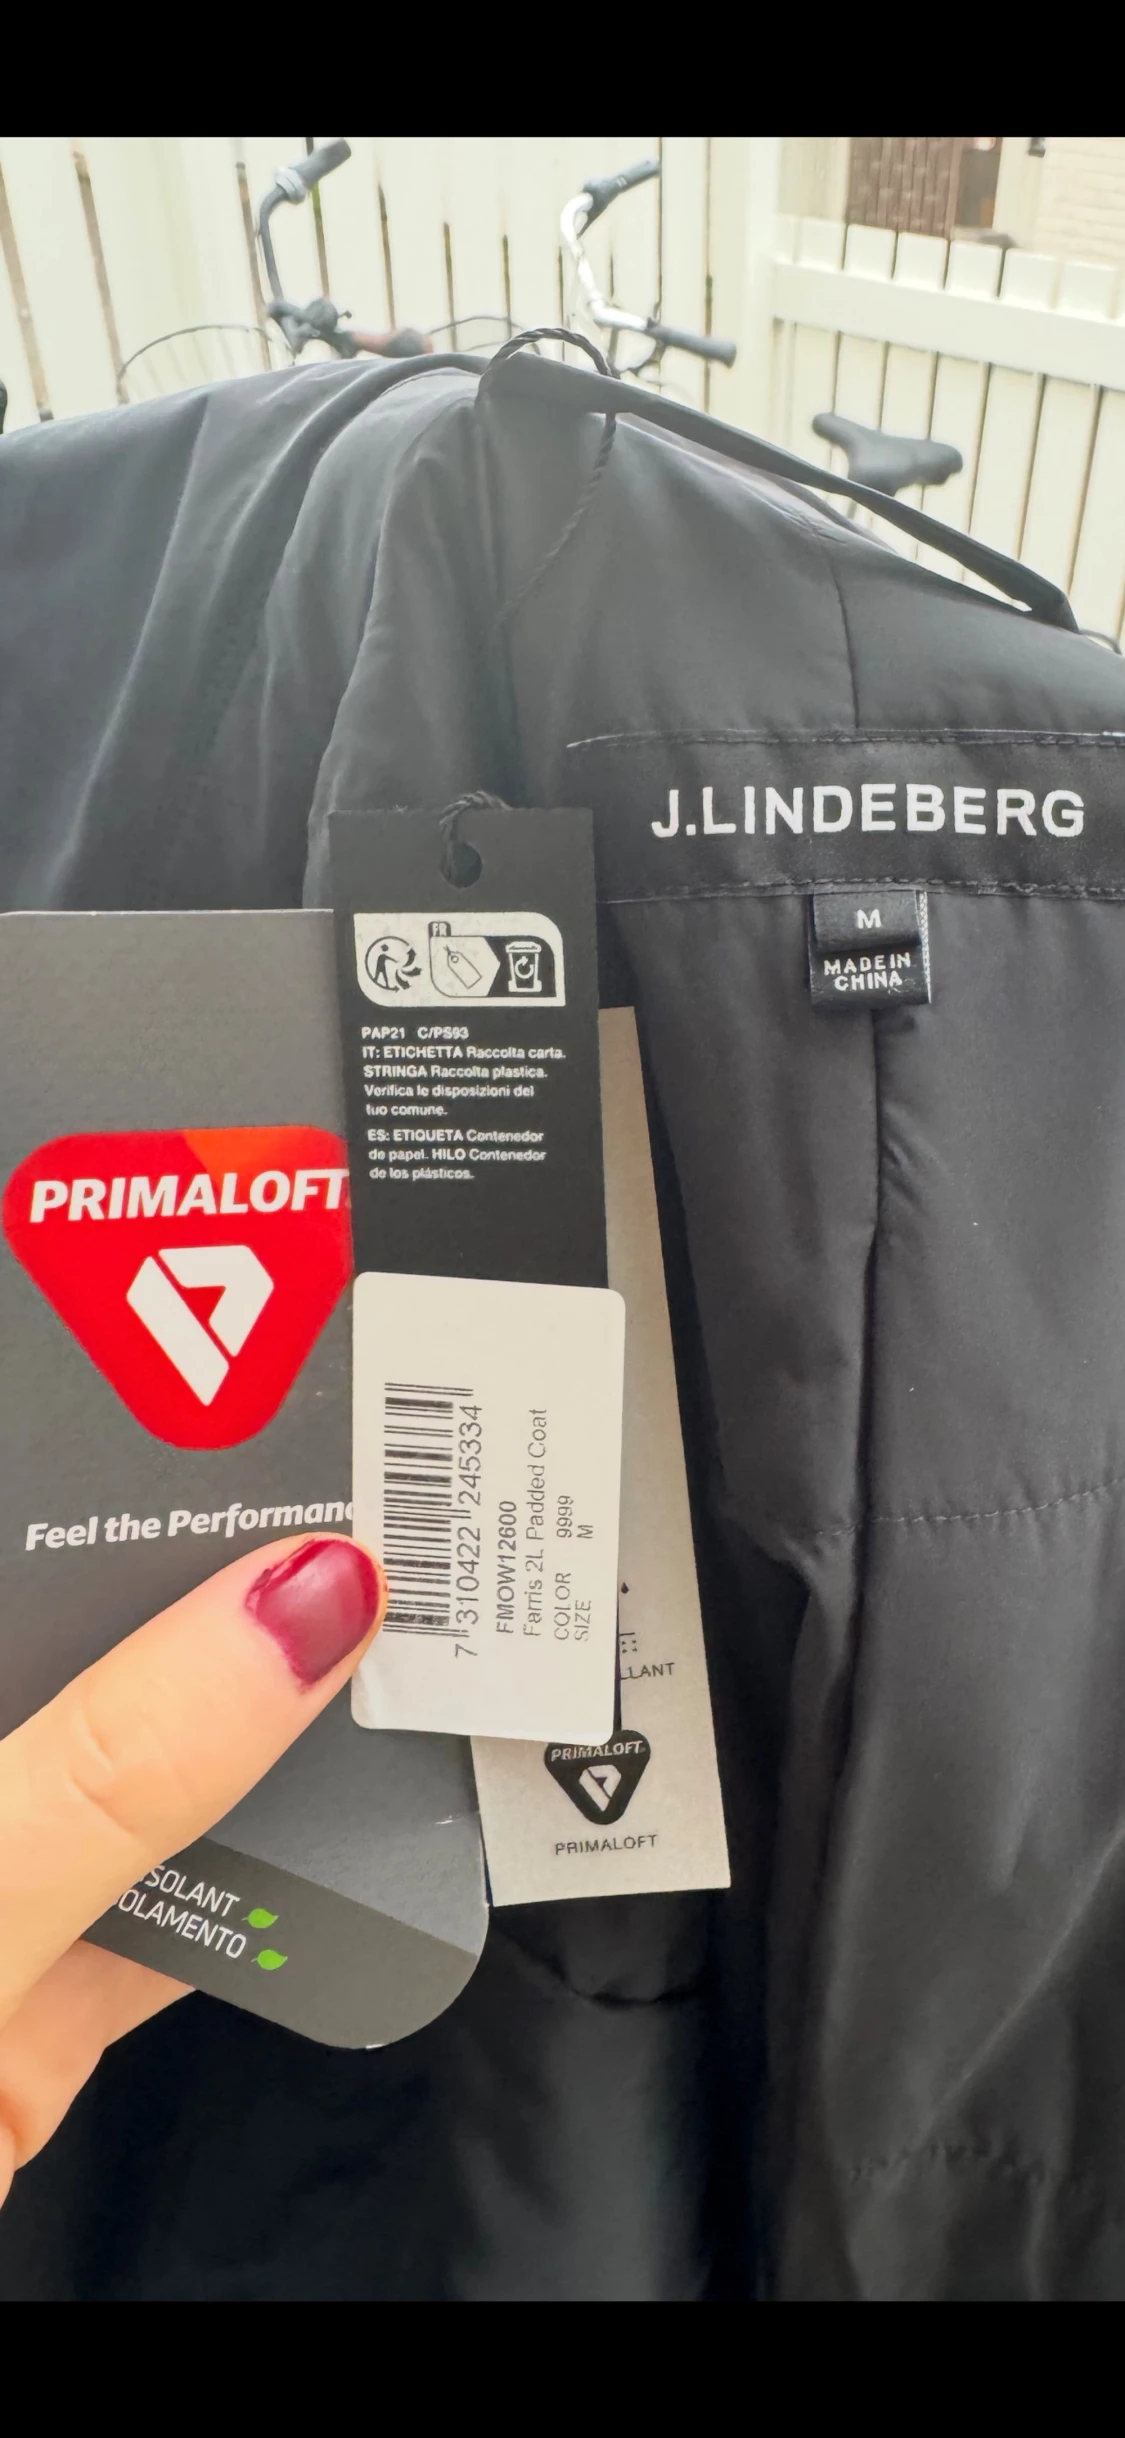 J.LINDEBERG
M
MADE IN
CHINA
FR
PAP21 C/PS93
IT: ETICHETTA Raccolta carta.
STRINGA Raccolta plastica.
Verifica le disposizioni del
tuo comune.
ES: ETIQUETA Contenedor
de papel. HILO Contenedor
de los plásticos.
PRIMALOFT
Feel the Performanc
7 310422 245334
FMOW12600
Farris 2L Padded Coat
COLOR 9999
SIZE M
LLANT
PRIMALOFT
PRIMALOFT
SOLANT
OLAMENTO